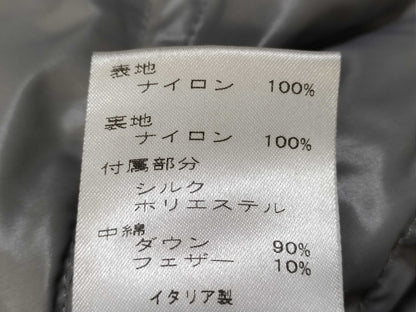 表地
ナイロン 100%
裏地
ナイロン 100%
付属部分
シルク
ポリエステル
中綿
ダウン 90%
フェザー 10%
イタリア製